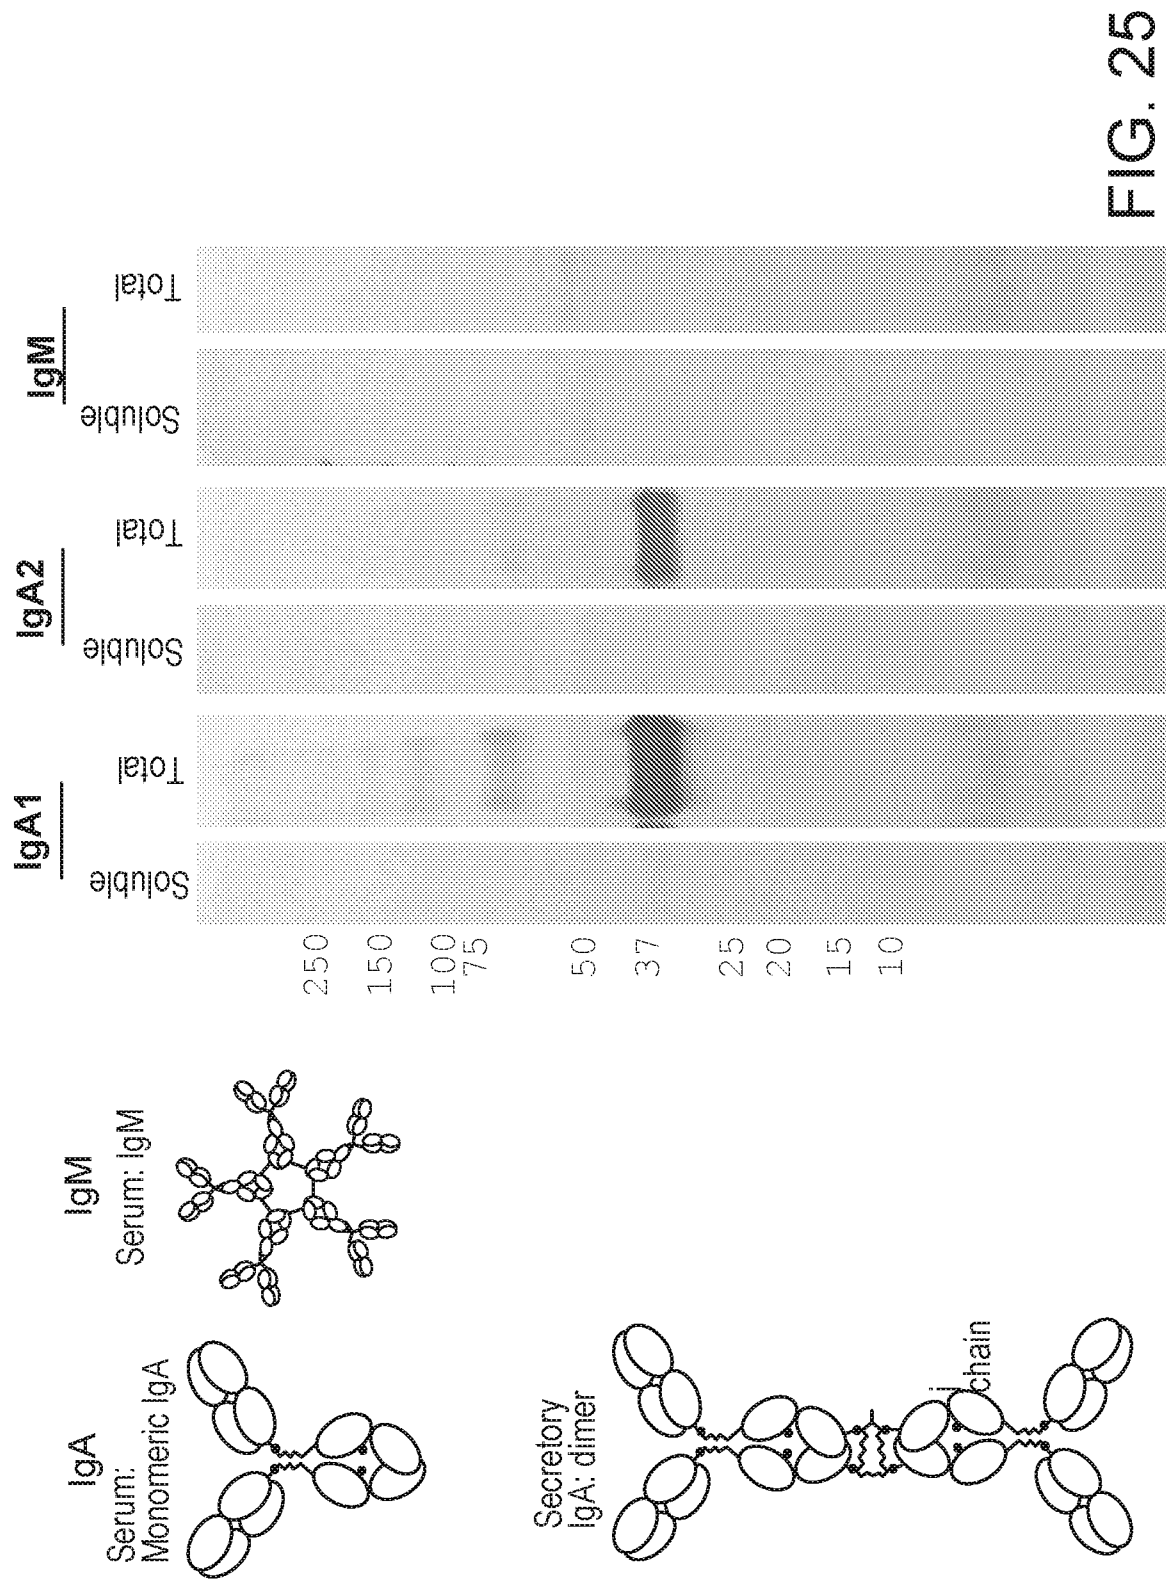 IgA
Serum:
Monomeric IgA
IgM
Serum: IgM
Secretory
IgA: dimer
j
chain
IgA1
IgA2
IgM
Soluble
Total
Soluble
Total
Soluble
Total
250
150
100
75
50
37
25
20
15
10
FIG. 25